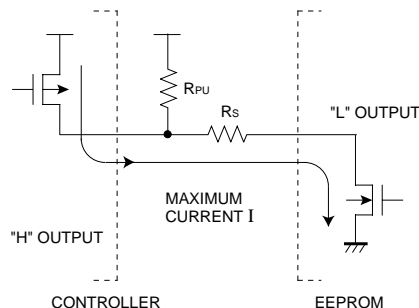 RPU
RS
"L" OUTPUT
MAXIMUM
CURRENT I
"H" OUTPUT
CONTROLLER
EEPROM